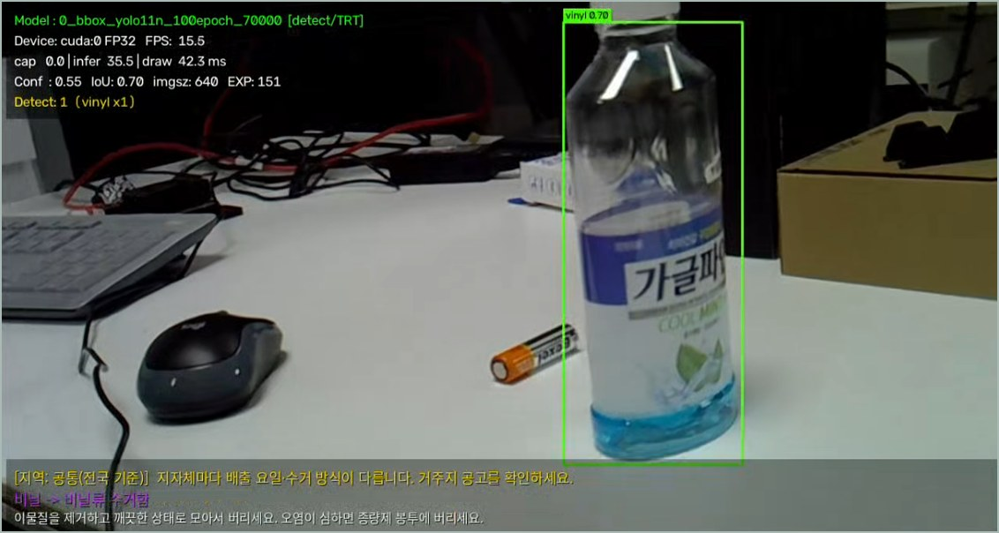 Model : 0_bbox_yolo11n_100epoch_70000 [detect/TRT]
Device: cuda:0 FP32 FPS: 15.5
cap 0.0 | infer 35.5 | draw 42.3 ms
Conf : 0.55 IoU: 0.70 imgsz: 640 EXP: 151
Detect: 1 (vinyl x1)
vinyl 0.70
가글파
COOL MIN
[지역: 공통(전국 기준)] 지자체마다 배출 요일·수거 방식이 다릅니다. 거주지 공고를 확인하세요.
비닐 -> 비닐류 수거함
이물질을 제거하고 깨끗한 상태로 모아서 버리세요. 오염이 심하면 종량제 봉투에 버리세요.